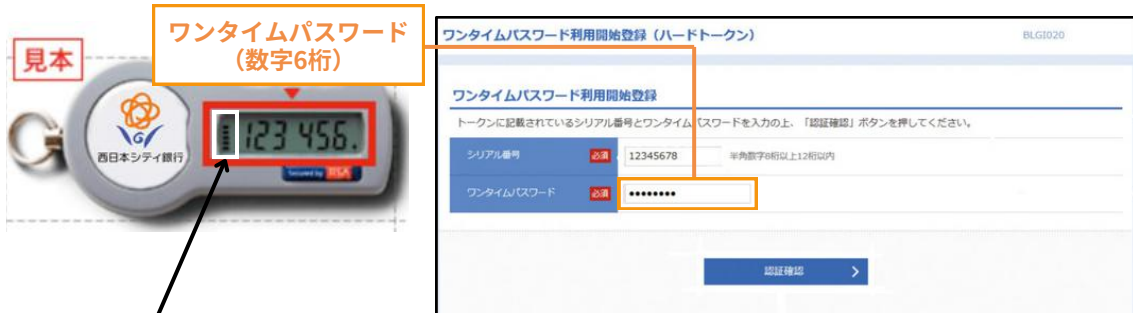 ワンタイムパスワード
（数字6桁）
見本
西日本シティ銀行
123 456.
Secured by RSA
ワンタイムパスワード利用開始登録（ハードトークン）
BLGI020
ワンタイムパスワード利用開始登録
トークンに記載されているシリアル番号とワンタイムパスワードを入力の上、「認証確認」ボタンを押してください。
シリアル番号 必須 12345678 半角数字8桁以上12桁以内
ワンタイムパスワード 必須 ••••••••
認証確認